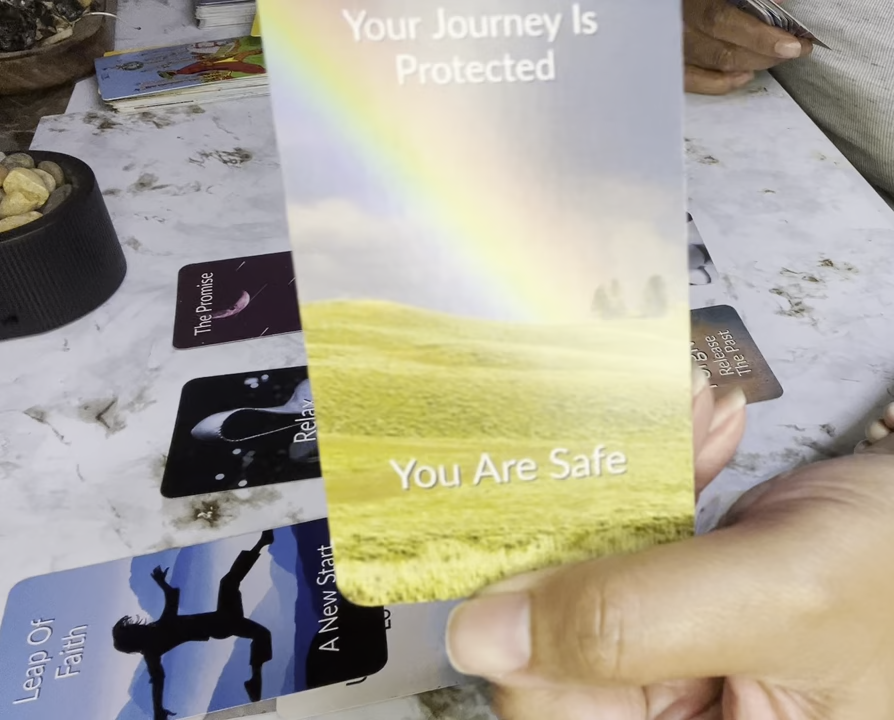 Your Journey Is
Protected
You Are Safe
The Promise
Relax
A New Start
Leap Of
Faith
Release
The Past